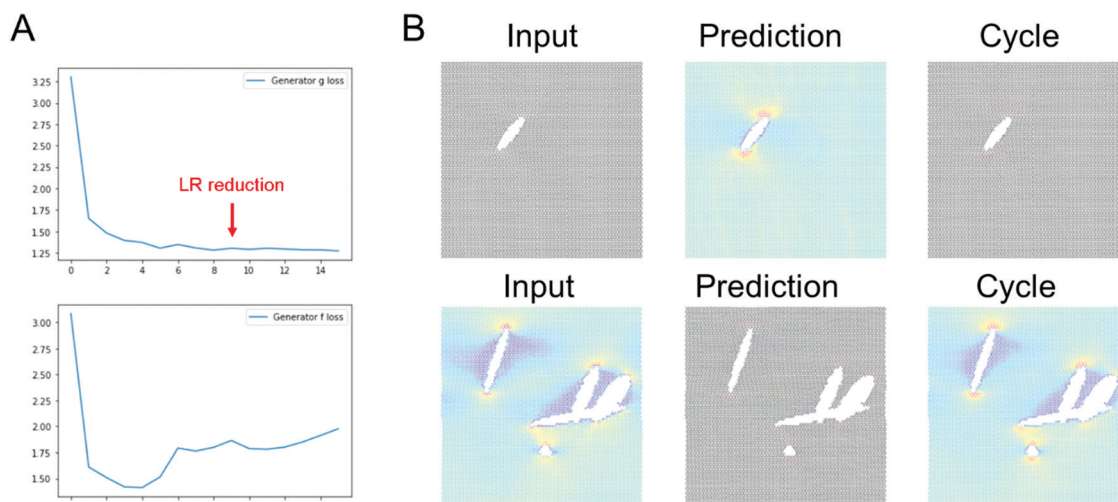 A
Generator g loss
3.25
3.00
2.75
2.50
2.25
2.00
1.75
1.50
1.25
LR reduction
0 2 4 6 8 10 12 14
Generator f loss
3.00
2.75
2.50
2.25
2.00
1.75
1.50
B
Input Prediction Cycle
Input Prediction Cycle